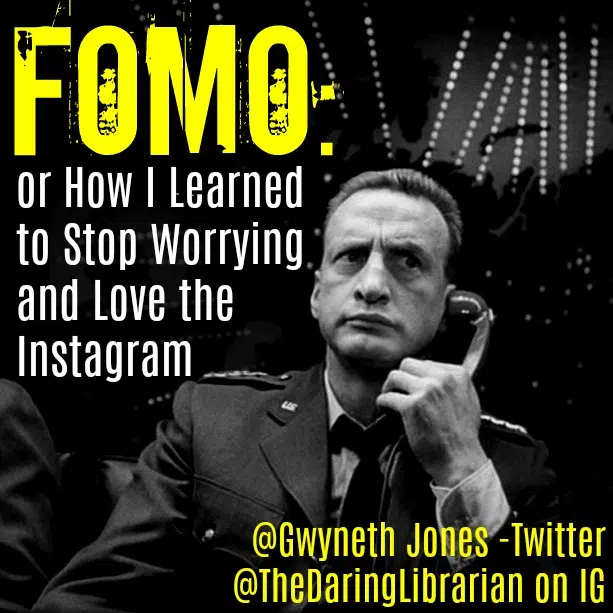 FOMO:
or How I Learned
to Stop Worrying
and Love the
Instagram
@Gwyneth Jones -Twitter
@TheDaringLibrarian on IG